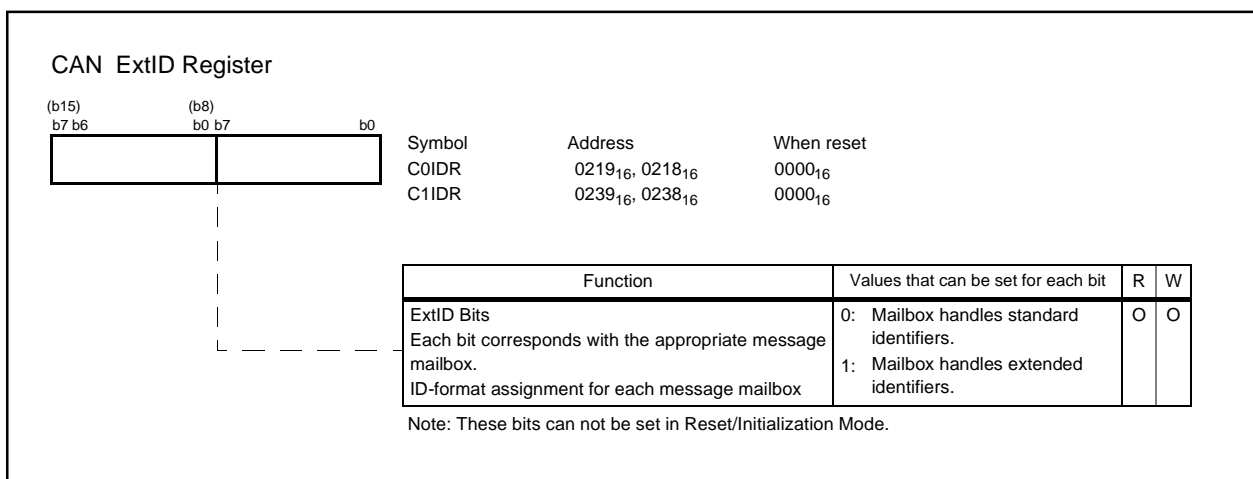 CAN ExtID Register
(b15) (b8)
b7 b6 b0 b7 b0
Symbol Address When reset
C0IDR 0219₁₆, 0218₁₆ 0000₁₆
C1IDR 0239₁₆, 0238₁₆ 0000₁₆
Function Values that can be set for each bit R W
ExtID Bits
Each bit corresponds with the appropriate message
mailbox.
ID-format assignment for each message mailbox
0: Mailbox handles standard
identifiers.
1: Mailbox handles extended
identifiers.
O O
Note: These bits can not be set in Reset/Initialization Mode.